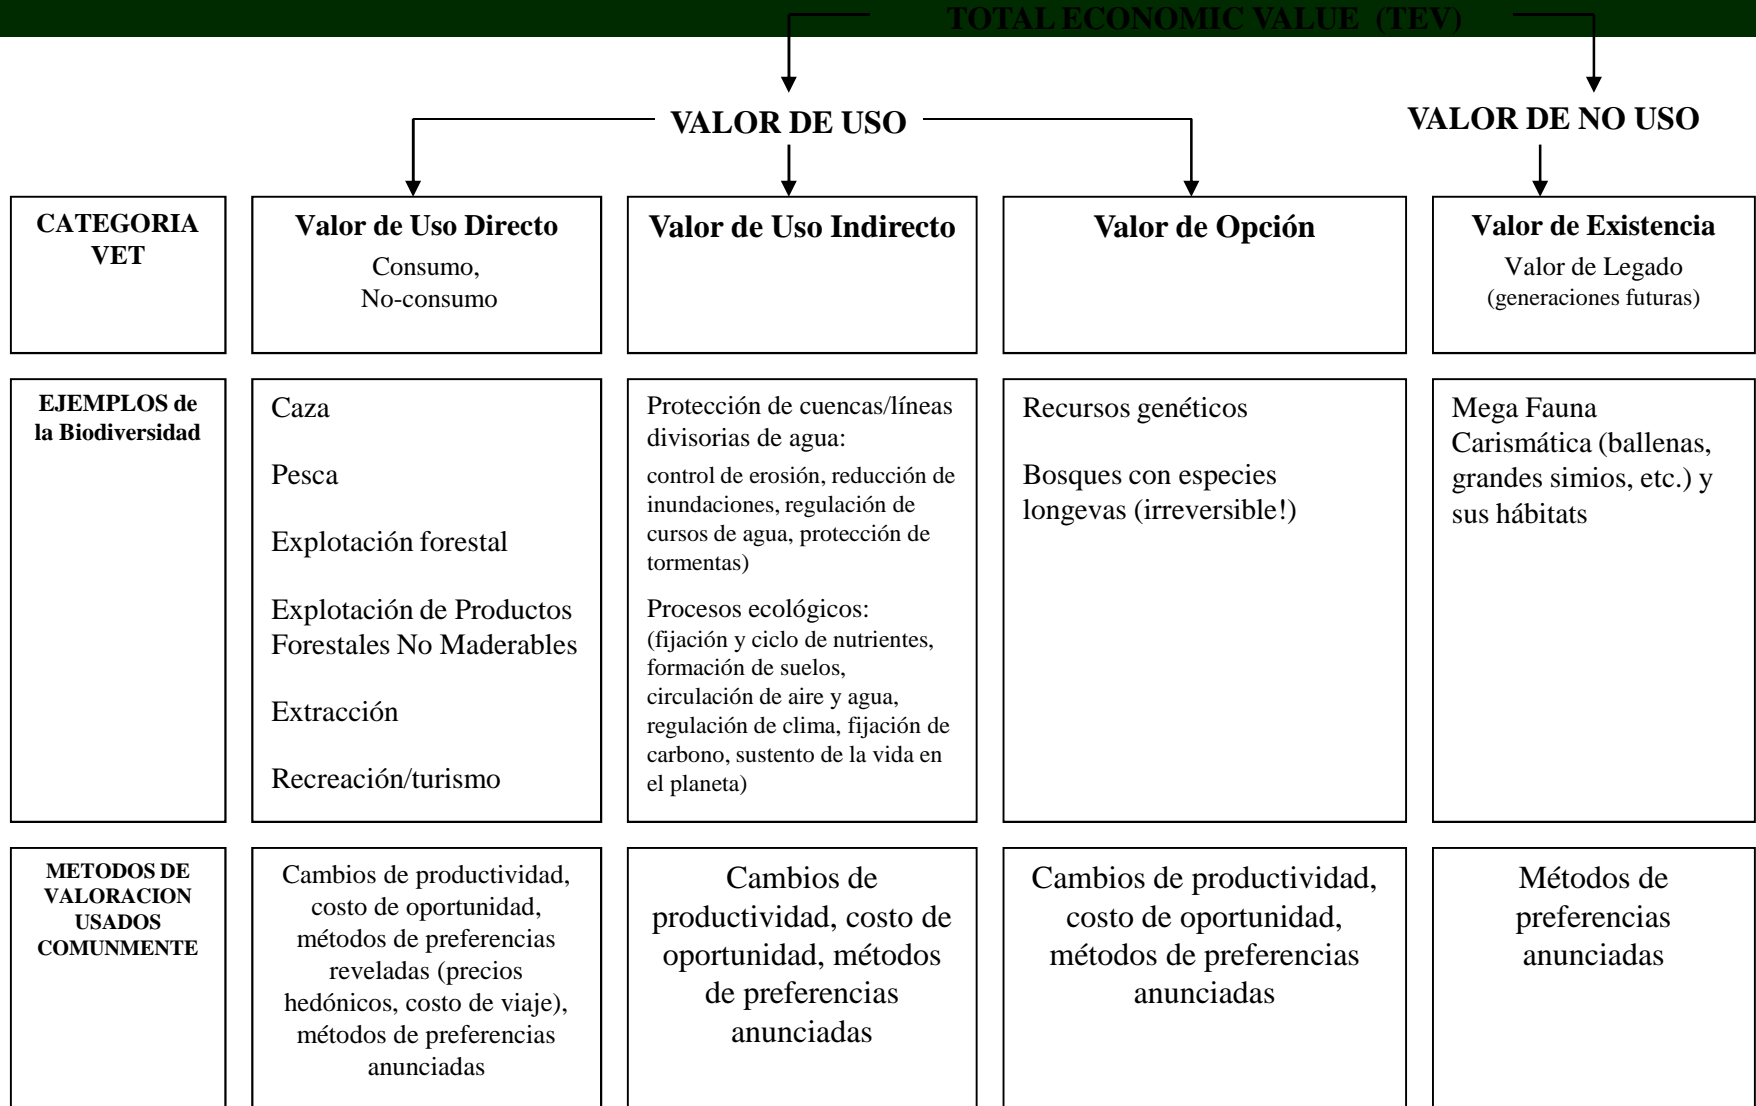 TOTAL ECONOMIC VALUE (TEV)
VALOR DE USO
VALOR DE NO USO
CATEGORIA
VET
Valor de Uso Directo
Consumo,
No-consumo
Valor de Uso Indirecto
Valor de Opción
Valor de Existencia
Valor de Legado
(generaciones futuras)
EJEMPLOS de
la Biodiversidad
Caza
Pesca
Explotación forestal
Explotación de Productos
Forestales No Maderables
Extracción
Recreación/turismo
Protección de cuencas/líneas
divisorias de agua:
control de erosión, reducción de
inundaciones, regulación de
cursos de agua, protección de
tormentas)
Procesos ecológicos:
(fijación y ciclo de nutrientes,
formación de suelos,
circulación de aire y agua,
regulación de clima, fijación de
carbono, sustento de la vida en
el planeta)
Recursos genéticos
Bosques con especies
longevas (irreversible!)
Mega Fauna
Carismática (ballenas,
grandes simios, etc.) y
sus hábitats
METODOS DE
VALORACION
USADOS
COMUNMENTE
Cambios de productividad,
costo de oportunidad,
métodos de preferencias
reveladas (precios
hedónicos, costo de viaje),
métodos de preferencias
anunciadas
Cambios de
productividad, costo de
oportunidad, métodos
de preferencias
anunciadas
Cambios de productividad,
costo de oportunidad,
métodos de preferencias
anunciadas
Métodos de
preferencias
anunciadas